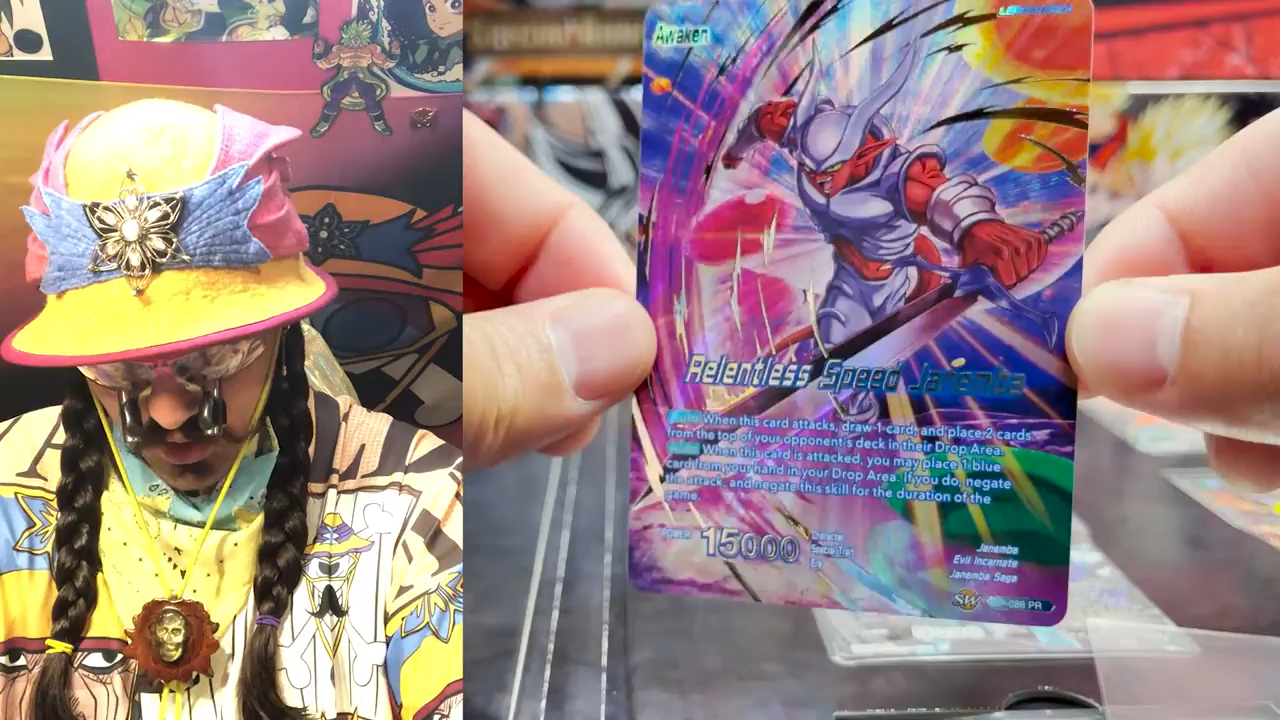 Awaken
Relentless Speed Janemba
Auto When this card attacks, draw 1 card, and place 2 cards
from the top of your opponent's deck in their Drop Area.
When this card is attacked, you may place 1 blue
card from your hand in your Drop Area. If you do, negate
the attack, and negate this skill for the duration of the
game.
POWER 15000
Character
Special Trait
Era
Janemba
Evil Incarnate
Janemba Saga
SW
-086 PR